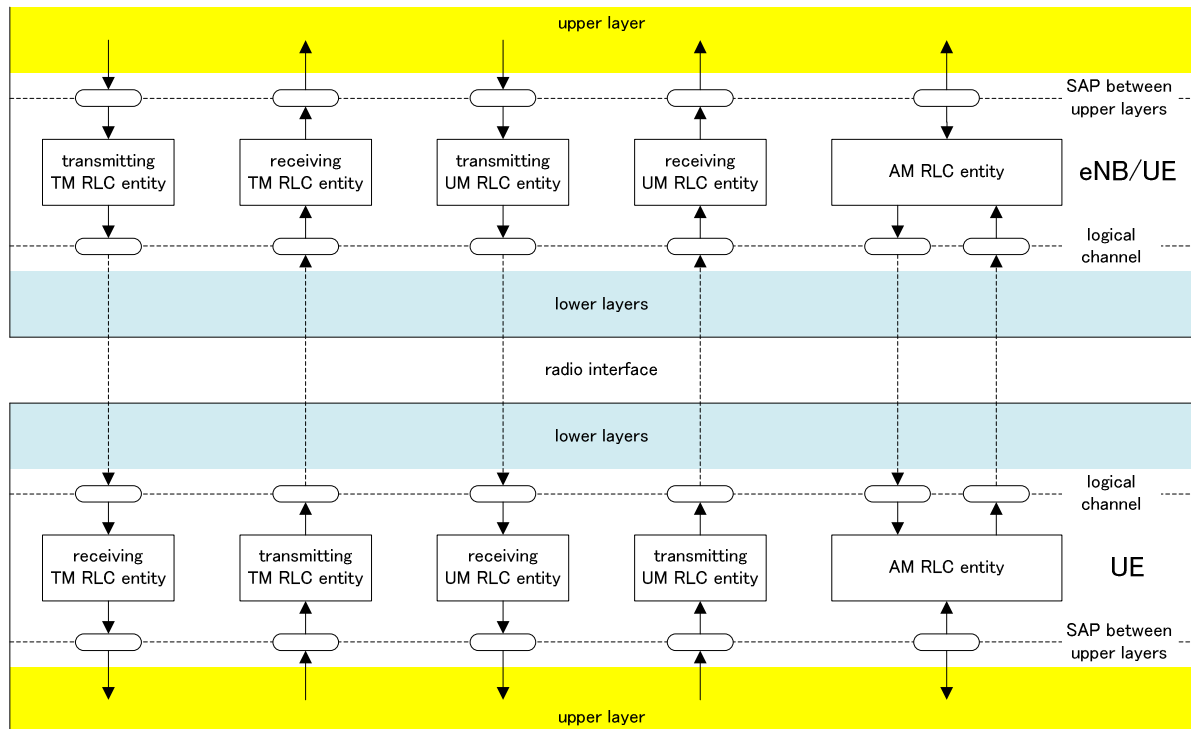 upper layer
SAP between
upper layers
transmitting
TM RLC entity
receiving
TM RLC entity
transmitting
UM RLC entity
receiving
UM RLC entity
AM RLC entity
eNB/UE
logical
channel
lower layers
radio interface
lower layers
logical
channel
receiving
TM RLC entity
transmitting
TM RLC entity
receiving
UM RLC entity
transmitting
UM RLC entity
AM RLC entity
UE
SAP between
upper layers
upper layer